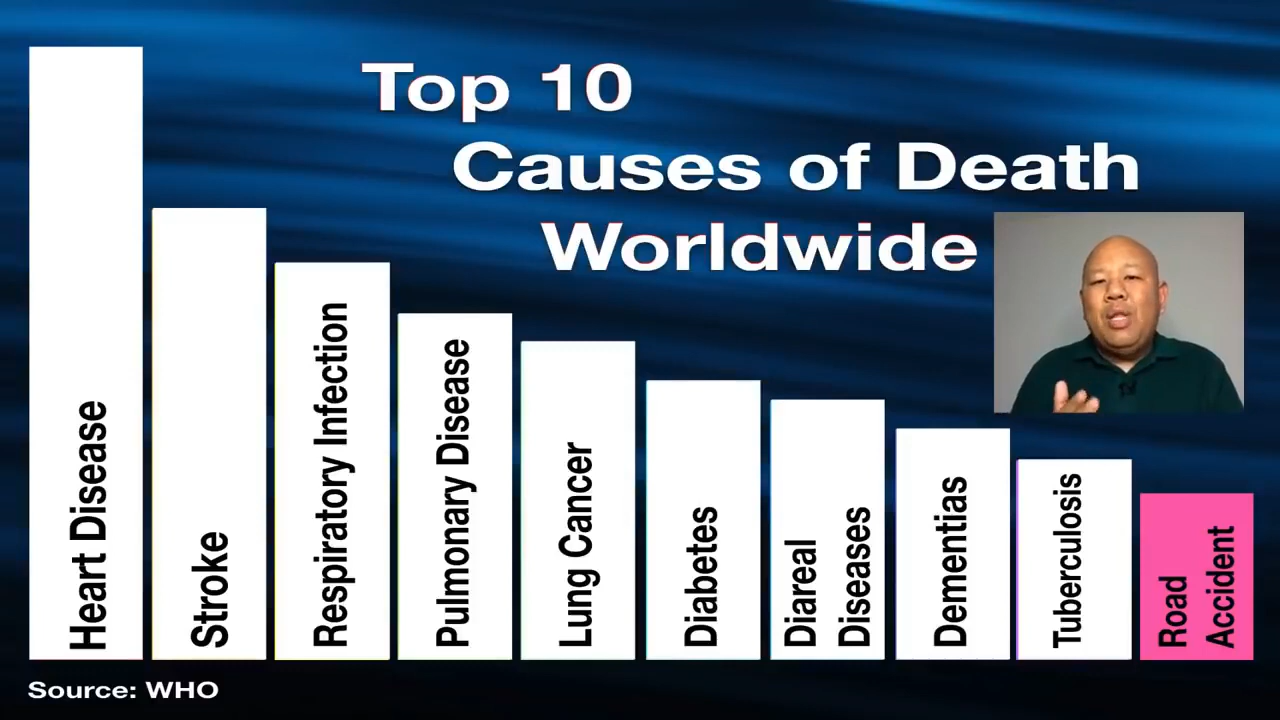 Top 10
Causes of Death
Worldwide
Heart Disease
Stroke
Respiratory Infection
Pulmonary Disease
Lung Cancer
Diabetes
Diareal
Diseases
Dementias
Tuberculosis
Road
Accident
Source: WHO